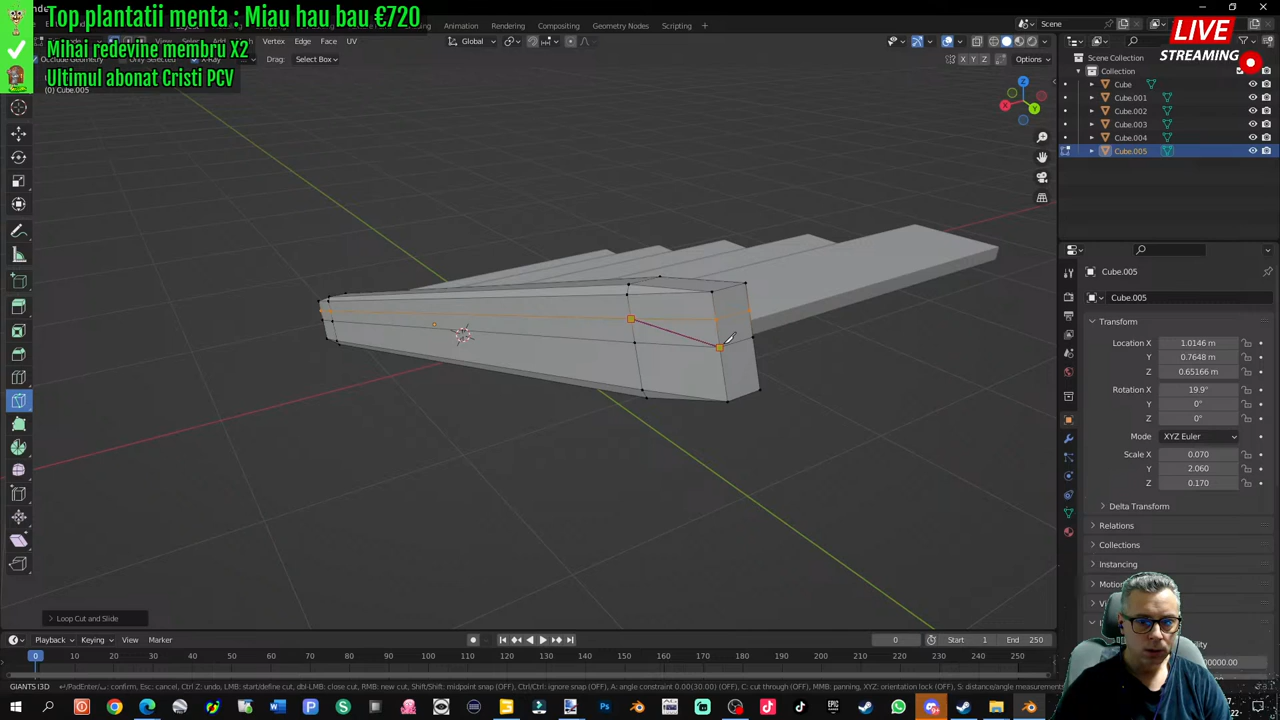 Top plantatii menta : Miau hau bau €720
Mihai redevine membru X2
Ultimul abonat Cristi PCV
LIVE
STREAMING
Animation
Rendering
Compositing
Geometry Nodes
Scripting
Scene
Vertex
Edge
Face
UV
Global
Drag:
Select Box
X
Y
Z
Options
(0) Cube.005
Scene Collection
Collection
Cube
Cube.001
Cube.002
Cube.003
Cube.004
Cube.005
Z
X
Y
Cube.005
Cube.005
Transform
Location X 1.0146 m
Y 0.7648 m
Z 0.65166 m
Rotation X 19.9°
Y 0°
Z 0°
Mode XYZ Euler
Scale X 0.070
Y 2.060
Z 0.170
Delta Transform
Relations
Collections
Instancing
Loop Cut and Slide
Playback
Keying
View
Marker
0
Start 1
End 250
0 10 20 30 40 50 60 70 80 90 100 110 120 130 140 150 160 170 180 190 200 210 220 230 240 250
GIANTS I3D